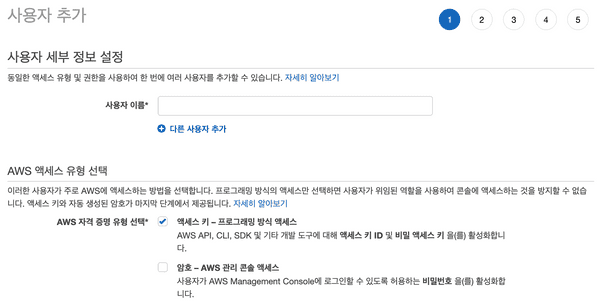 사용자 추가
1 2 3 4 5
사용자 세부 정보 설정
동일한 액세스 유형 및 권한을 사용하여 한 번에 여러 사용자를 추가할 수 있습니다. 자세히 알아보기
사용자 이름*
다른 사용자 추가
AWS 액세스 유형 선택
이러한 사용자가 주로 AWS에 액세스하는 방법을 선택합니다. 프로그래밍 방식의 액세스만 선택하면 사용자가 위임된 역할을 사용하여 콘솔에 액세스하는 것을 방지할 수 없습
니다. 액세스 키와 자동 생성된 암호가 마지막 단계에서 제공됩니다. 자세히 알아보기
AWS 자격 증명 유형 선택* 액세스 키 – 프로그래밍 방식 액세스
AWS API, CLI, SDK 및 기타 개발 도구에 대해 액세스 키 ID 및 비밀 액세스 키 을(를) 활성화합니
다.
암호 – AWS 관리 콘솔 액세스
사용자가 AWS Management Console에 로그인할 수 있도록 허용하는 비밀번호 을(를) 활성화합
니다.